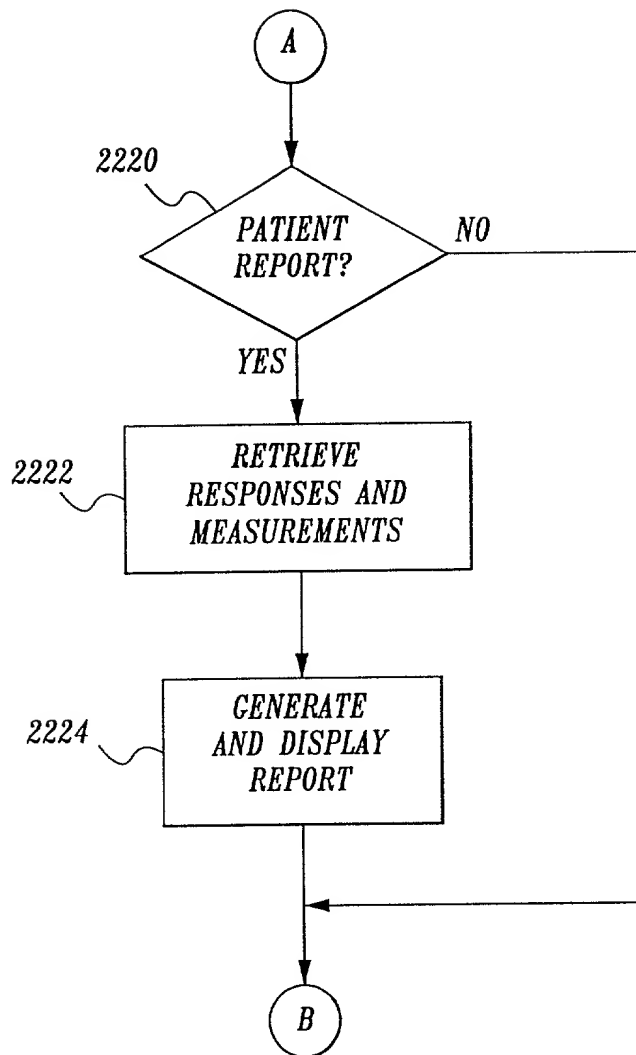 A
2220
PATIENT
REPORT?
NO
YES
2222
RETRIEVE
RESPONSES AND
MEASUREMENTS
2224
GENERATE
AND DISPLAY
REPORT
B